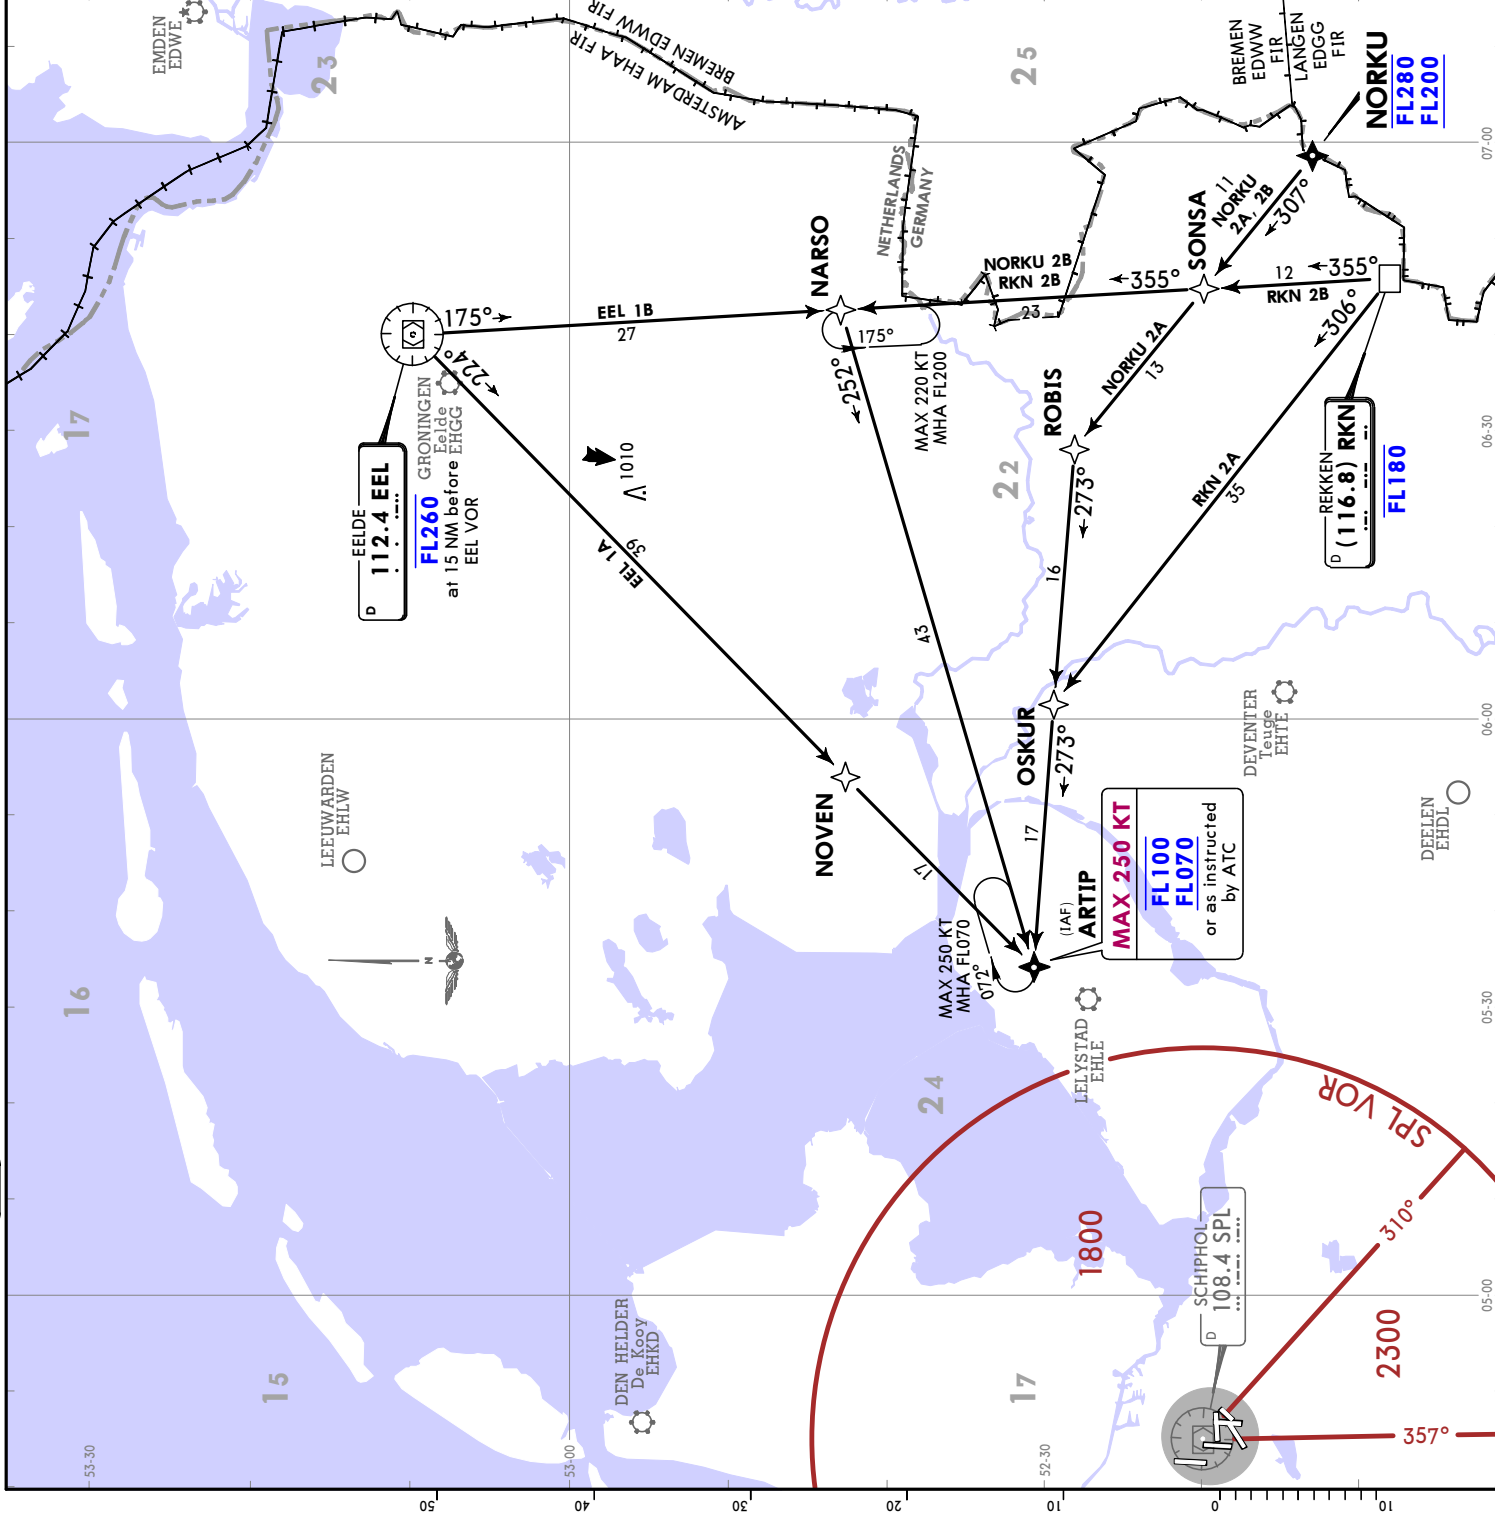 EMDEN
EDWE
23
BREMEN EDWW FIR
AMSTERDAM EHAA FIR
25
BREMEN
EDWW
FIR
LANGEN
EDGG
FIR
NORKU
FL280
FL200
07-00
NETHERLANDS
GERMANY
11
NORKU
2A, 2B
307°
SONSA
NARSO
NORKU 2B
RKN 2B
355°
23
12
RKN 2B
355°
306°
175°
EEL 1B
27
224°
175°
252°
MAX 220 KT
MHA FL200
NORKU 2A
13
ROBIS
17
GRONINGEN
Eelde
EHGG
EELDE
D
112.4 EEL
FL260
at 15 NM before
EEL VOR
1010
22
273°
16
RKN 2A
35
REKKEN
D
(116.8) RKN
FL180
06-30
EEL 1A
39
43
06-00
LEEUWARDEN
EHLW
NOVEN
17
OSKUR
273°
17
DEVENTER
Teuge
EHTE
DEELEN
EHDL
(IAF)
ARTIP
MAX 250 KT
FL100
FL070
or as instructed
by ATC
MAX 250 KT
MHA FL070
072°
N
16
05-30
LELYSTAD
EHLE
24
SPL VOR
1800
310°
SCHIPHOL
D
108.4 SPL
2300
357°
05-00
DEN HELDER
De Kooy
EHKD
15
17
53-30
53-00
52-30
50
40
30
20
10
0
10